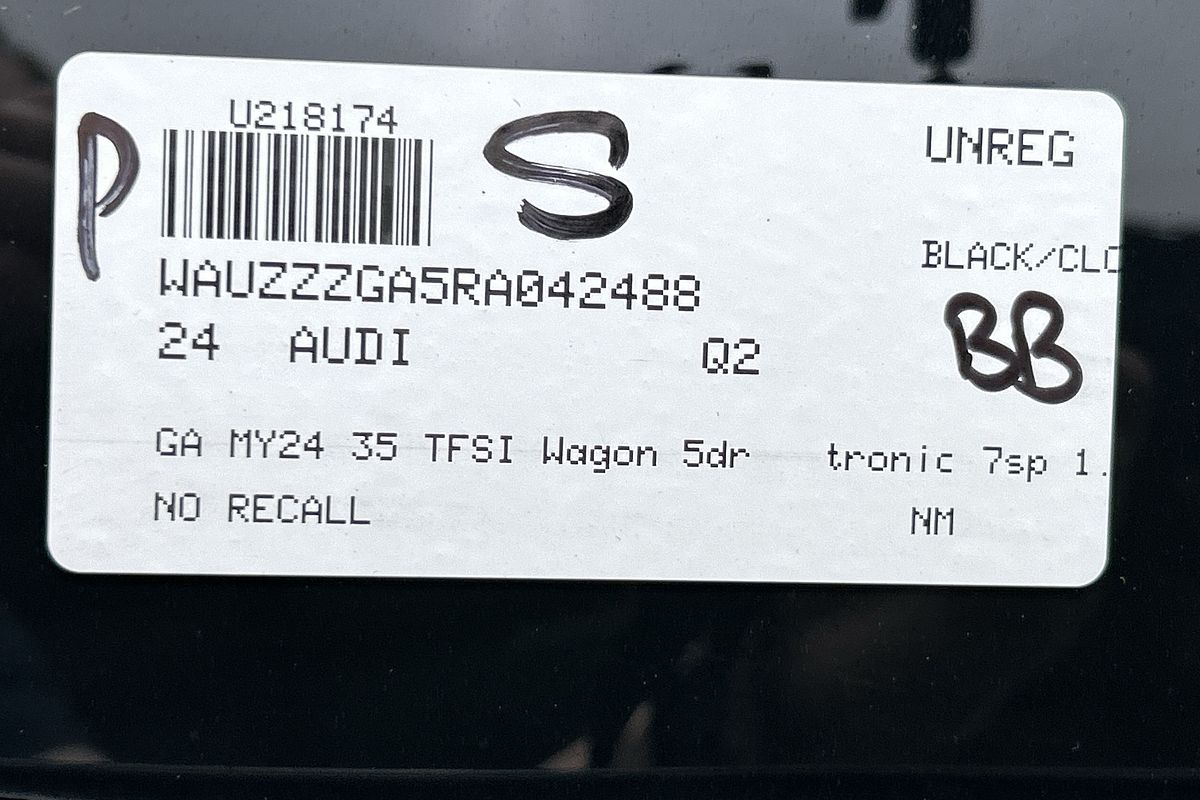 U218174
P
S
UNREG
BLACK/CLO
WAUZZZGA5RA042488
BB
24 AUDI Q2
GA MY24 35 TFSI Wagon 5dr tronic 7sp 1.
NO RECALL NM